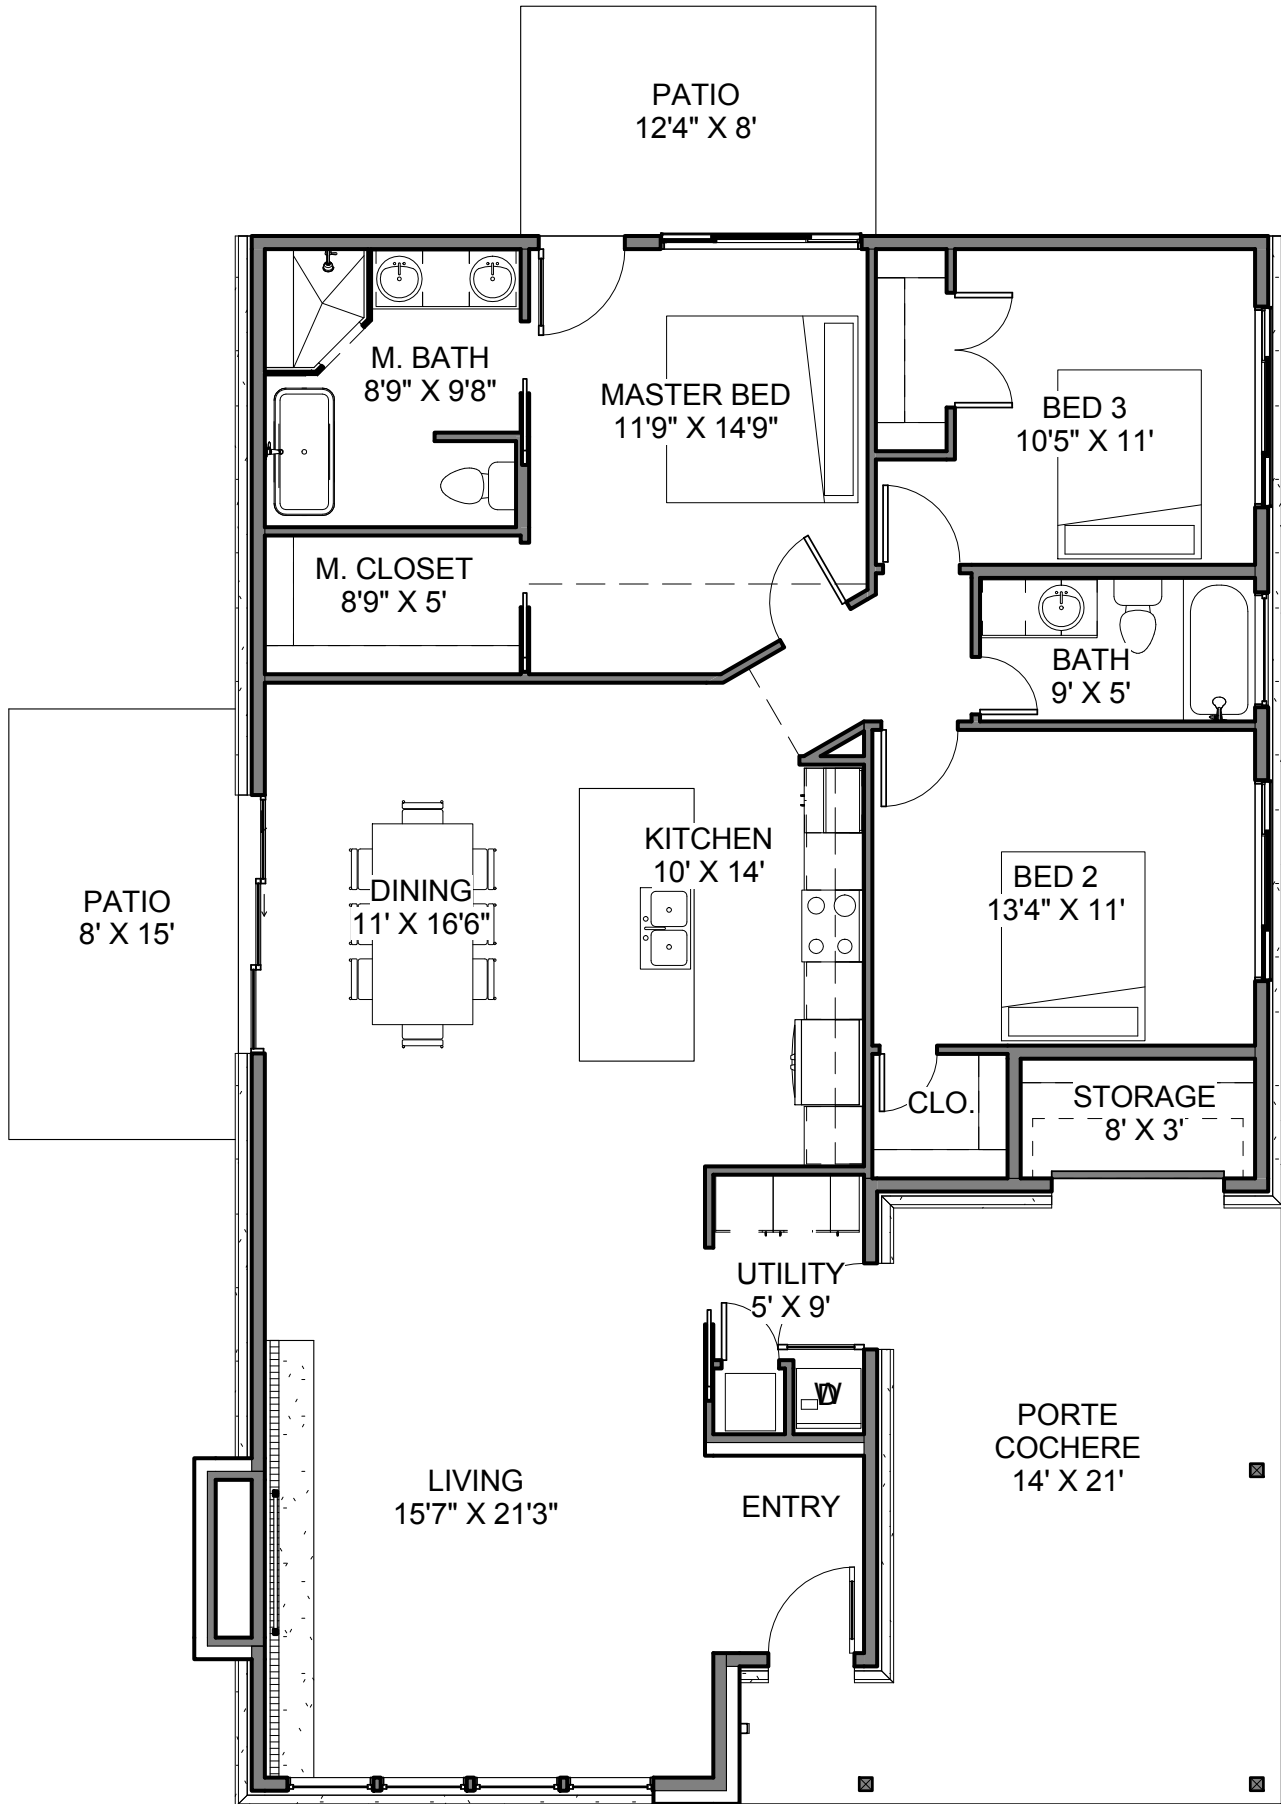 PATIO
12'4" X 8'
M. BATH
8'9" X 9'8"
MASTER BED
11'9" X 14'9"
BED 3
10'5" X 11'
M. CLOSET
8'9" X 5'
BATH
9' X 5'
KITCHEN
10' X 14'
DINING
11' X 16'6"
PATIO
8' X 15'
BED 2
13'4" X 11'
CLO.
STORAGE
8' X 3'
UTILITY
5' X 9'
W
D
PORTE
COCHERE
14' X 21'
LIVING
15'7" X 21'3"
ENTRY